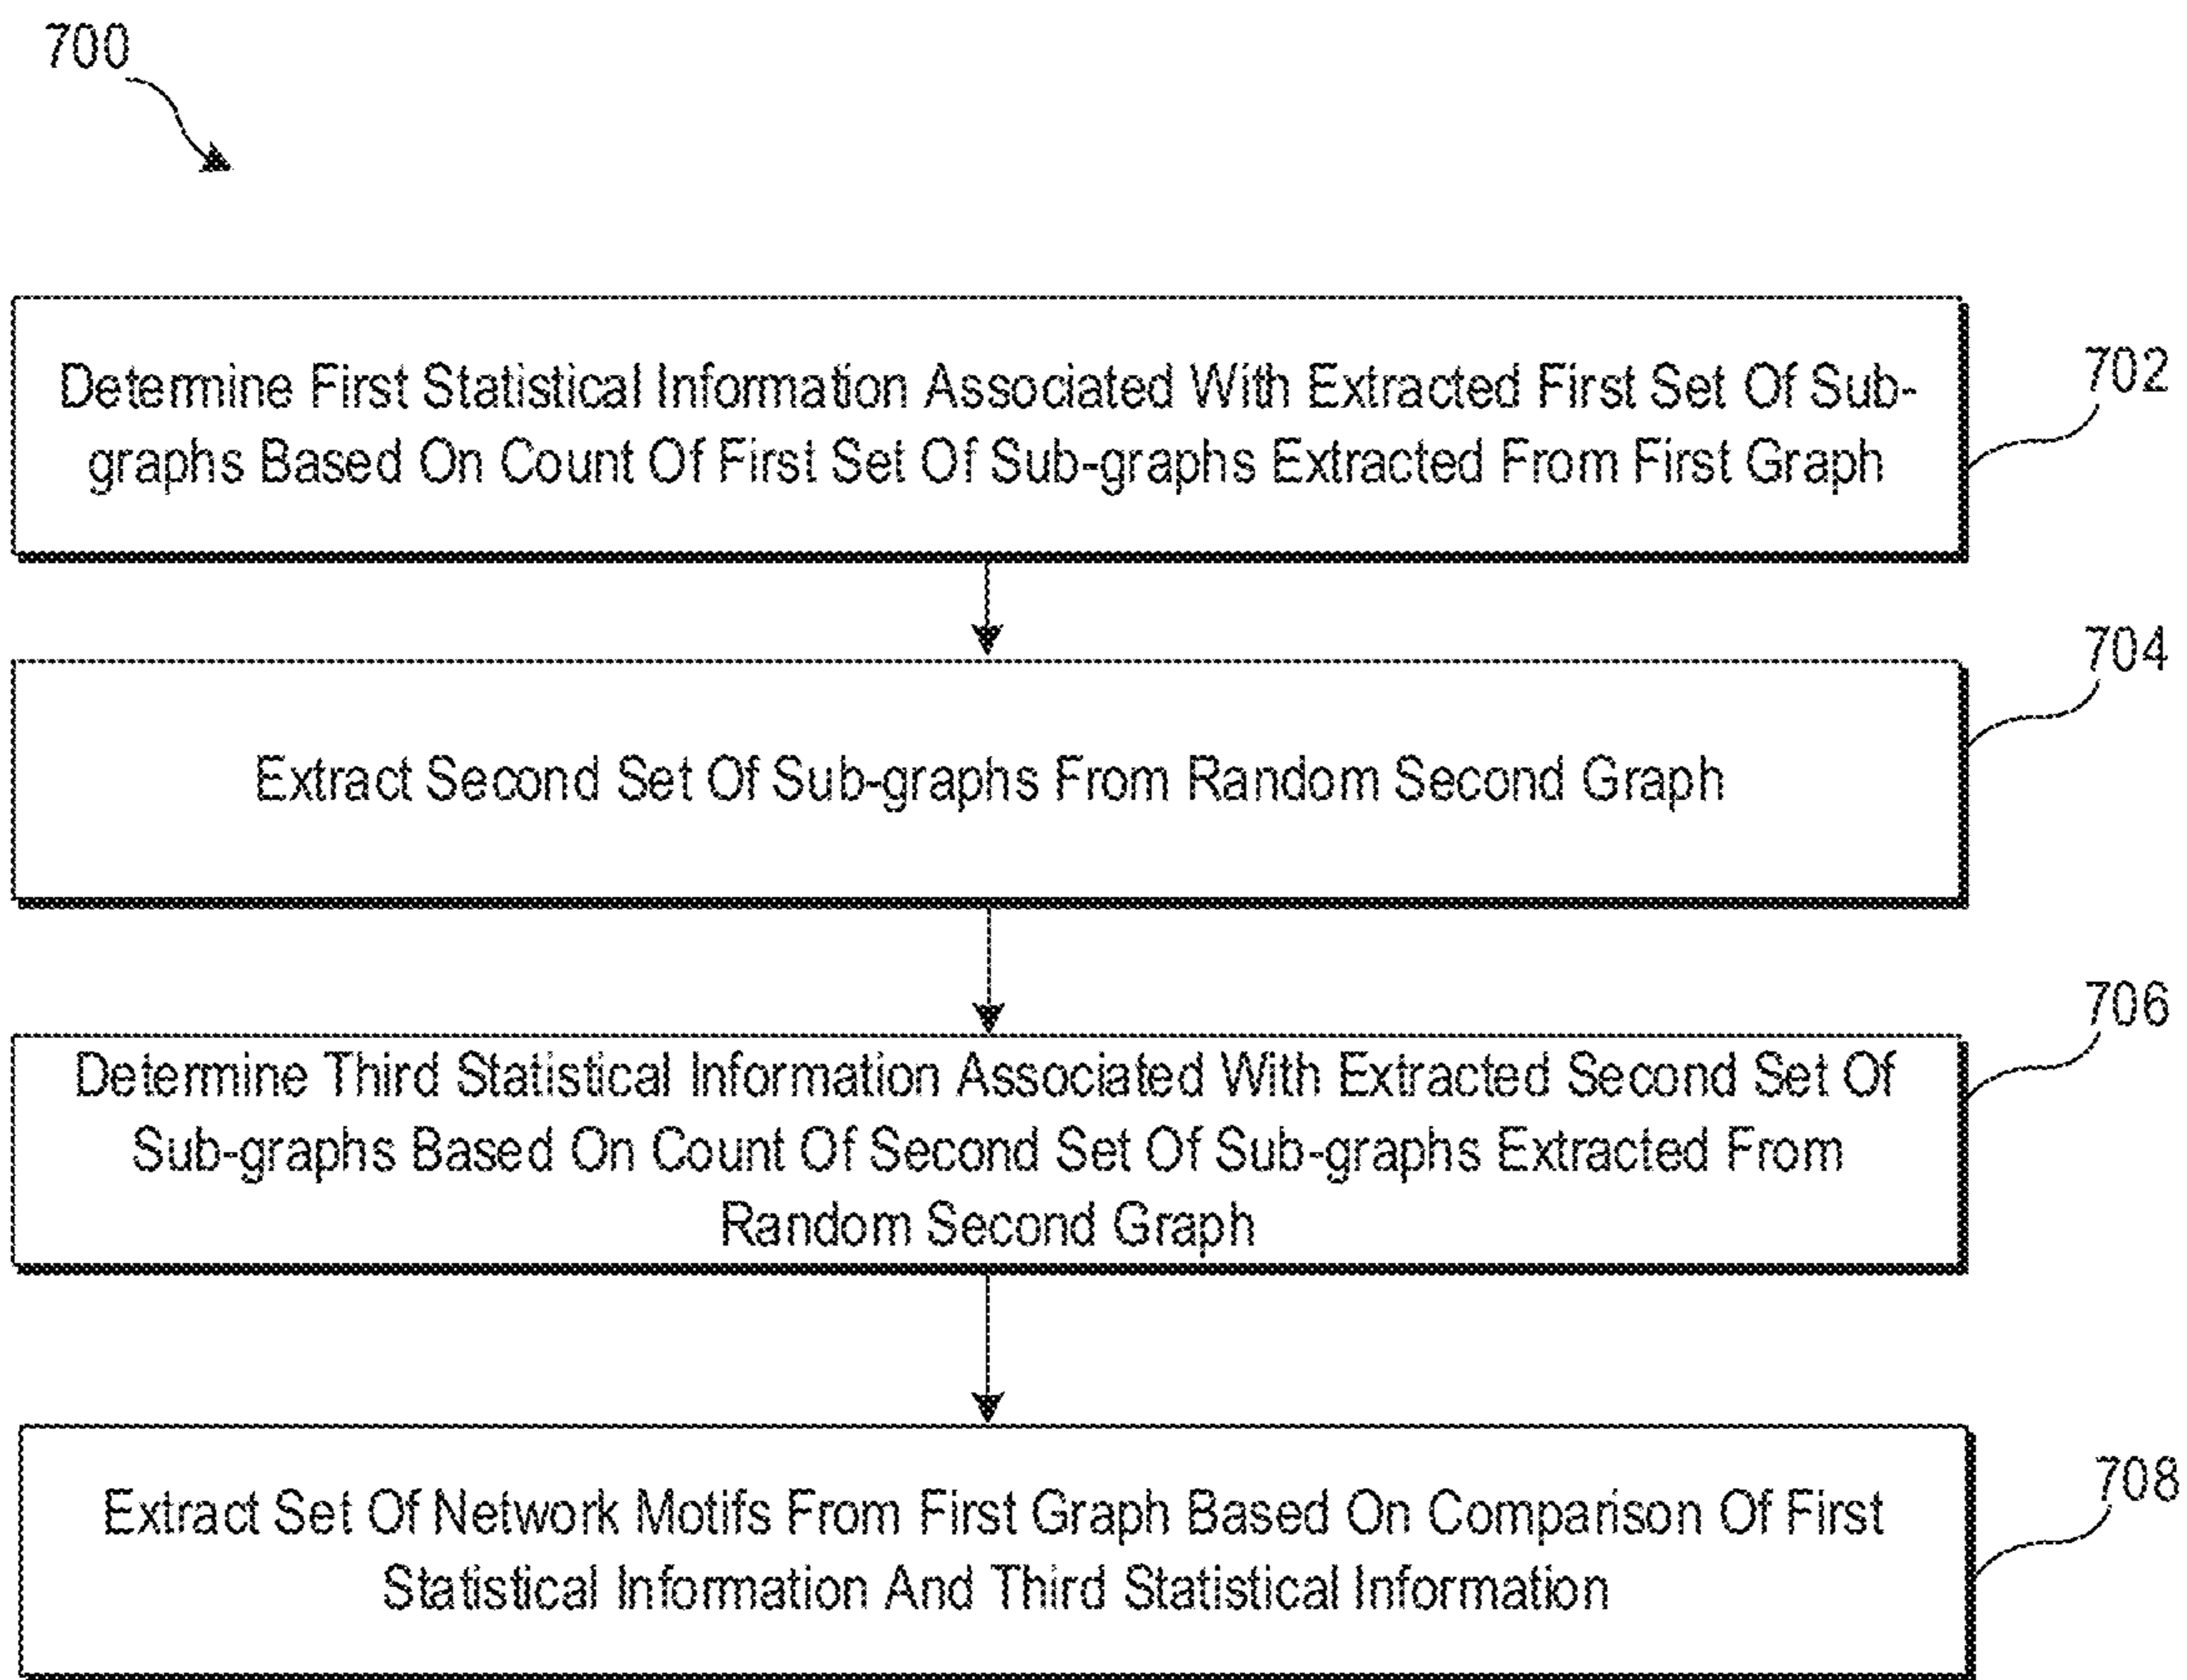 700
Determine First Statistical Information Associated With Extracted First Set Of Sub-
graphs Based On Count Of First Set Of Sub-graphs Extracted From First Graph
702
Extract Second Set Of Sub-graphs From Random Second Graph
704
Determine Third Statistical Information Associated With Extracted Second Set Of
Sub-graphs Based On Count Of Second Set Of Sub-graphs Extracted From
Random Second Graph
706
Extract Set Of Network Motifs From First Graph Based On Comparison Of First
Statistical Information And Third Statistical Information
708